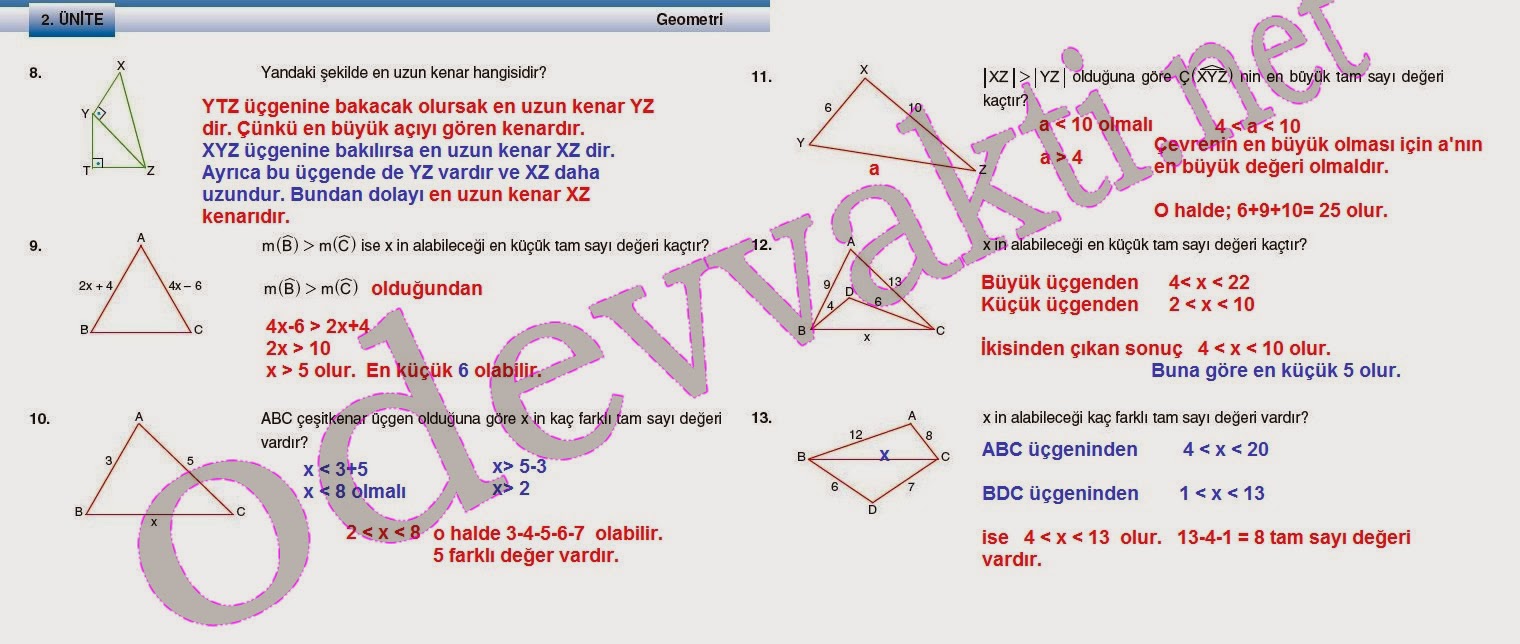 2. ÜNİTE
Geometri
8.
Yandaki şekilde en uzun kenar hangisidir?
X
Y
T
Z
YTZ üçgenine bakacak olursak en uzun kenar YZ
dir. Çünkü en büyük açıyı gören kenardır.
XYZ üçgenine bakılırsa en uzun kenar XZ dir.
Ayrıca bu üçgende de YZ vardır ve XZ daha
uzundur. Bundan dolayı en uzun kenar XZ
kenarıdır.
9.
m(B) > m(C) ise x in alabileceği en küçük tam sayı değeri kaçtır?
A
2x + 4
4x – 6
B
C
m(B) > m(C) olduğundan
4x-6 > 2x+4
2x > 10
x > 5 olur. En küçük 6 olabilir.
10.
ABC çeşitkenar üçgen olduğuna göre x in kaç farklı tam sayı değeri
vardır?
A
3
5
B
x
C
x < 3+5
x> 5-3
x < 8 olmalı
x> 2
2 < x < 8 o halde 3-4-5-6-7 olabilir.
5 farklı değer vardır.
11.
|XZ| > |YZ| olduğuna göre Ç(XYZ) nin en büyük tam sayı değeri
kaçtır?
X
6
10
Y
Z
a
a < 10 olmalı
4 < a < 10
a > 4
Çevrenin en büyük olması için a'nın
en büyük değeri olmaldır.
O halde; 6+9+10= 25 olur.
12.
x in alabileceği en küçük tam sayı değeri kaçtır?
A
9
13
D
4
6
B
C
x
Büyük üçgenden 4< x < 22
Küçük üçgenden 2 < x < 10
İkisinden çıkan sonuç 4 < x < 10 olur.
Buna göre en küçük 5 olur.
13.
x in alabileceği kaç farklı tam sayı değeri vardır?
A
12
8
B
x
C
6
7
D
ABC üçgeninden 4 < x < 20
BDC üçgeninden 1 < x < 13
ise 4 < x < 13 olur. 13-4-1 = 8 tam sayı değeri
vardır.
odevvakti.net